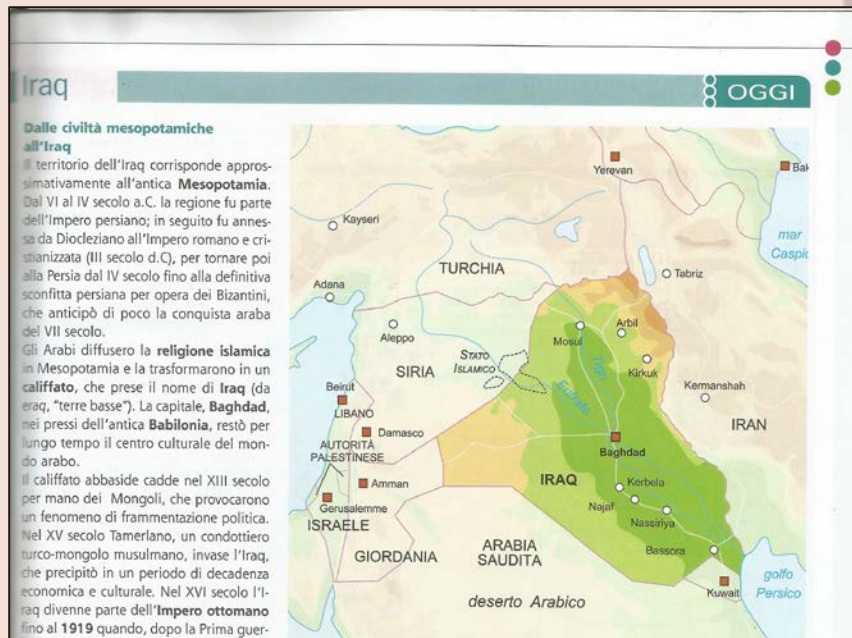 Iraq
OGGI
Dalle civiltà mesopotamiche
all'Iraq
Il territorio dell'Iraq corrisponde appros-
simativamente all'antica Mesopotamia.
Dal VI al IV secolo a.C. la regione fu parte
dell'Impero persiano; in seguito fu annes-
sa da Diocleziano all'Impero romano e cri-
stianizzata (III secolo d.C), per tornare poi
alla Persia dal IV secolo fino alla definitiva
sconfitta persiana per opera dei Bizantini,
che anticipò di poco la conquista araba
del VII secolo.
Gli Arabi diffusero la religione islamica
in Mesopotamia e la trasformarono in un
califfato, che prese il nome di Iraq (da
eraq, "terre basse"). La capitale, Baghdad,
nei pressi dell'antica Babilonia, restò per
lungo tempo il centro culturale del mon-
do arabo.
Il califfato abbaside cadde nel XIII secolo
per mano dei Mongoli, che provocarono
un fenomeno di frammentazione politica.
Nel XV secolo Tamerlano, un condottiero
turco-mongolo musulmano, invase l'Iraq,
che precipitò in un periodo di decadenza
economica e culturale. Nel XVI secolo l'I-
raq divenne parte dell'Impero ottomano
fino al 1919 quando, dopo la Prima guer-
Yerevan
Bak
Kayseri
mar
Caspio
TURCHIA
Tabriz
Adana
Aleppo
Mosul
Arbil
STATO
ISLAMICO
SIRIA
Kirkuk
Tigri
Eufrate
Kermanshah
Beirut
LIBANO
IRAN
Damasco
AUTORITÀ
PALESTINESE
Baghdad
Amman
IRAQ
Kerbela
Gerusalemme
Najaf
ISRAELE
Nassiriya
GIORDANIA
ARABIA
SAUDITA
Bassora
golfo
Persico
Kuwait
deserto Arabico